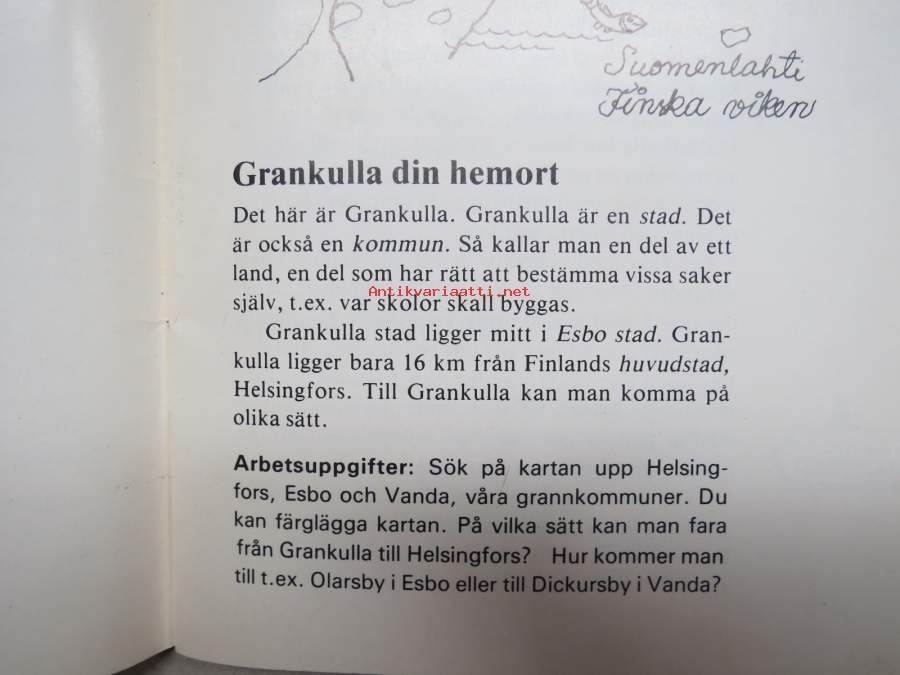 Suomenlahti
Finska viken
Grankulla din hemort
Det här är Grankulla. Grankulla är en stad. Det
är också en kommun. Så kallar man en del av ett
land, en del som har rätt att bestämma vissa saker
Antikvariaatti.net
själv, t.ex. var skolor skall byggas.
Grankulla stad ligger mitt i Esbo stad. Gran-
kulla ligger bara 16 km från Finlands huvudstad,
Helsingfors. Till Grankulla kan man komma på
olika sätt.
Arbetsuppgifter: Sök på kartan upp Helsing-
fors, Esbo och Vanda, våra grannkommuner. Du
kan färglägga kartan. På vilka sätt kan man fara
från Grankulla till Helsingfors? Hur kommer man
till t.ex. Olarsby i Esbo eller till Dickursby i Vanda?